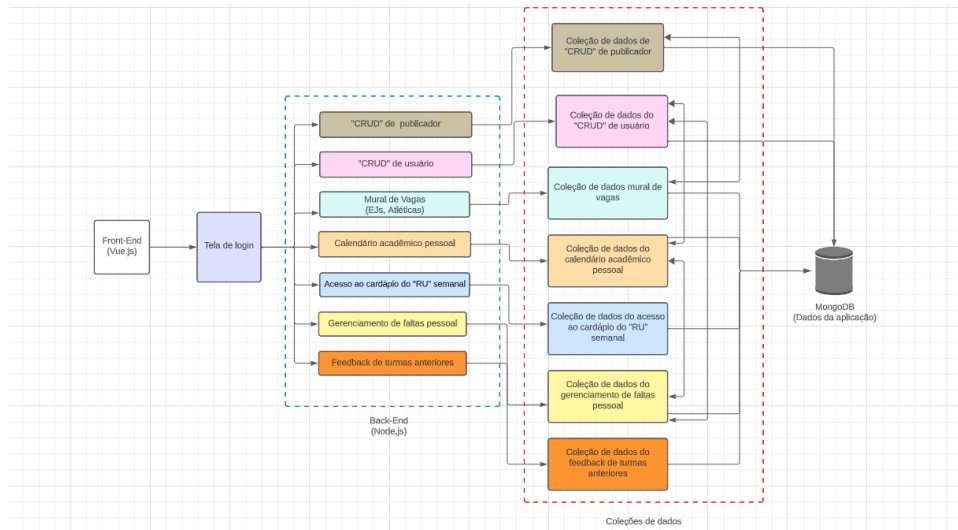 Front-End
(Vue.js)
Tela de login
"CRUD" de  publicador
"CRUD" de usuário
Mural de Vagas
(EJs, Atléticas)
Calendário acadêmico pessoal
Acesso ao cardápio do "RU" semanal
Gerenciamento de faltas pessoal
Feedback de turmas anteriores
Back-End
(Node.js)
Coleção de dados de
"CRUD" de publicador
Coleção de dados do
"CRUD" de usuário
Coleção de dados mural de
vagas
Coleção de dados do
calendário acadêmico
pessoal
Coleção de dados do acesso
ao cardápio do "RU"
semanal
Coleção de dados do
gerenciamento de faltas
pessoal
Coleção de dados do
feedback de turmas
anteriores
Coleções de dados
MongoDB
(Dados da aplicação)